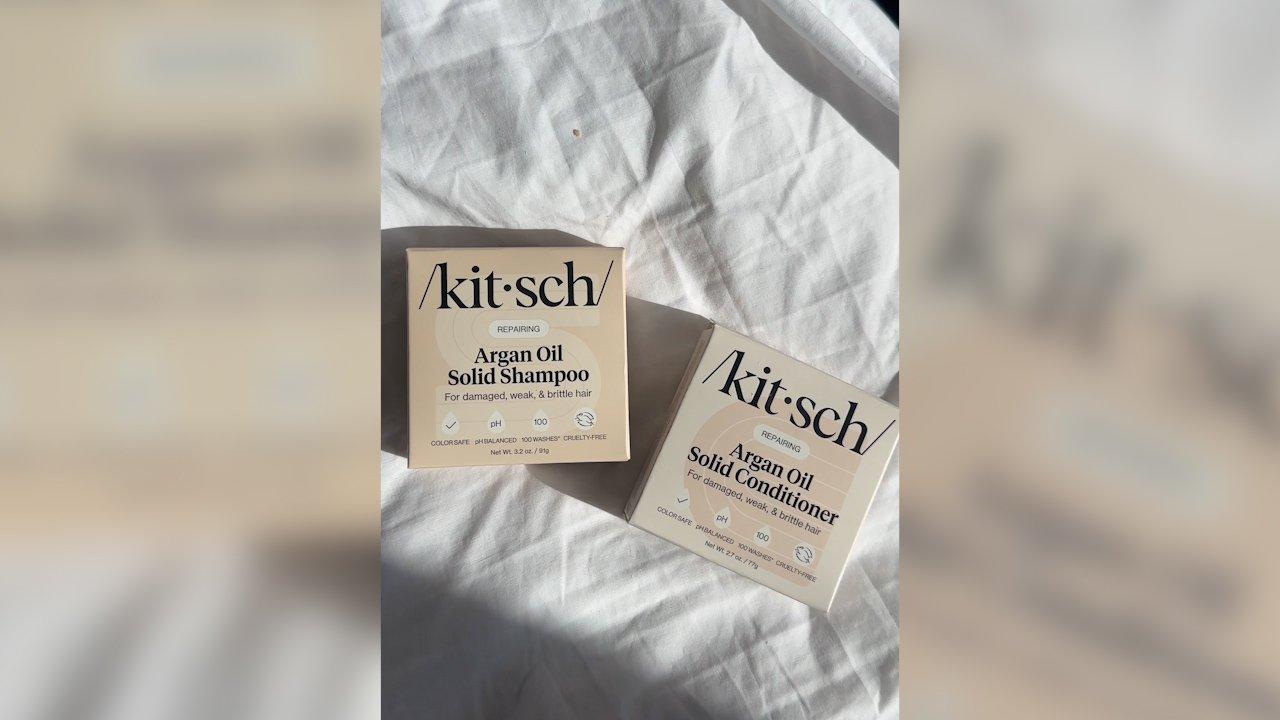 /kit·sch/
REPAIRING
Argan Oil
Solid Shampoo
For damaged, weak, & brittle hair
pH
100
COLOR SAFE pH BALANCED 100 WASHES* CRUELTY-FREE
Net Wt. 3.2 oz. / 91g
/kit·sch/
REPAIRING
Argan Oil
Solid Conditioner
For damaged, weak, & brittle hair
pH
100
COLOR SAFE pH BALANCED 100 WASHES* CRUELTY-FREE
Net Wt. 2.7 oz. / 77g